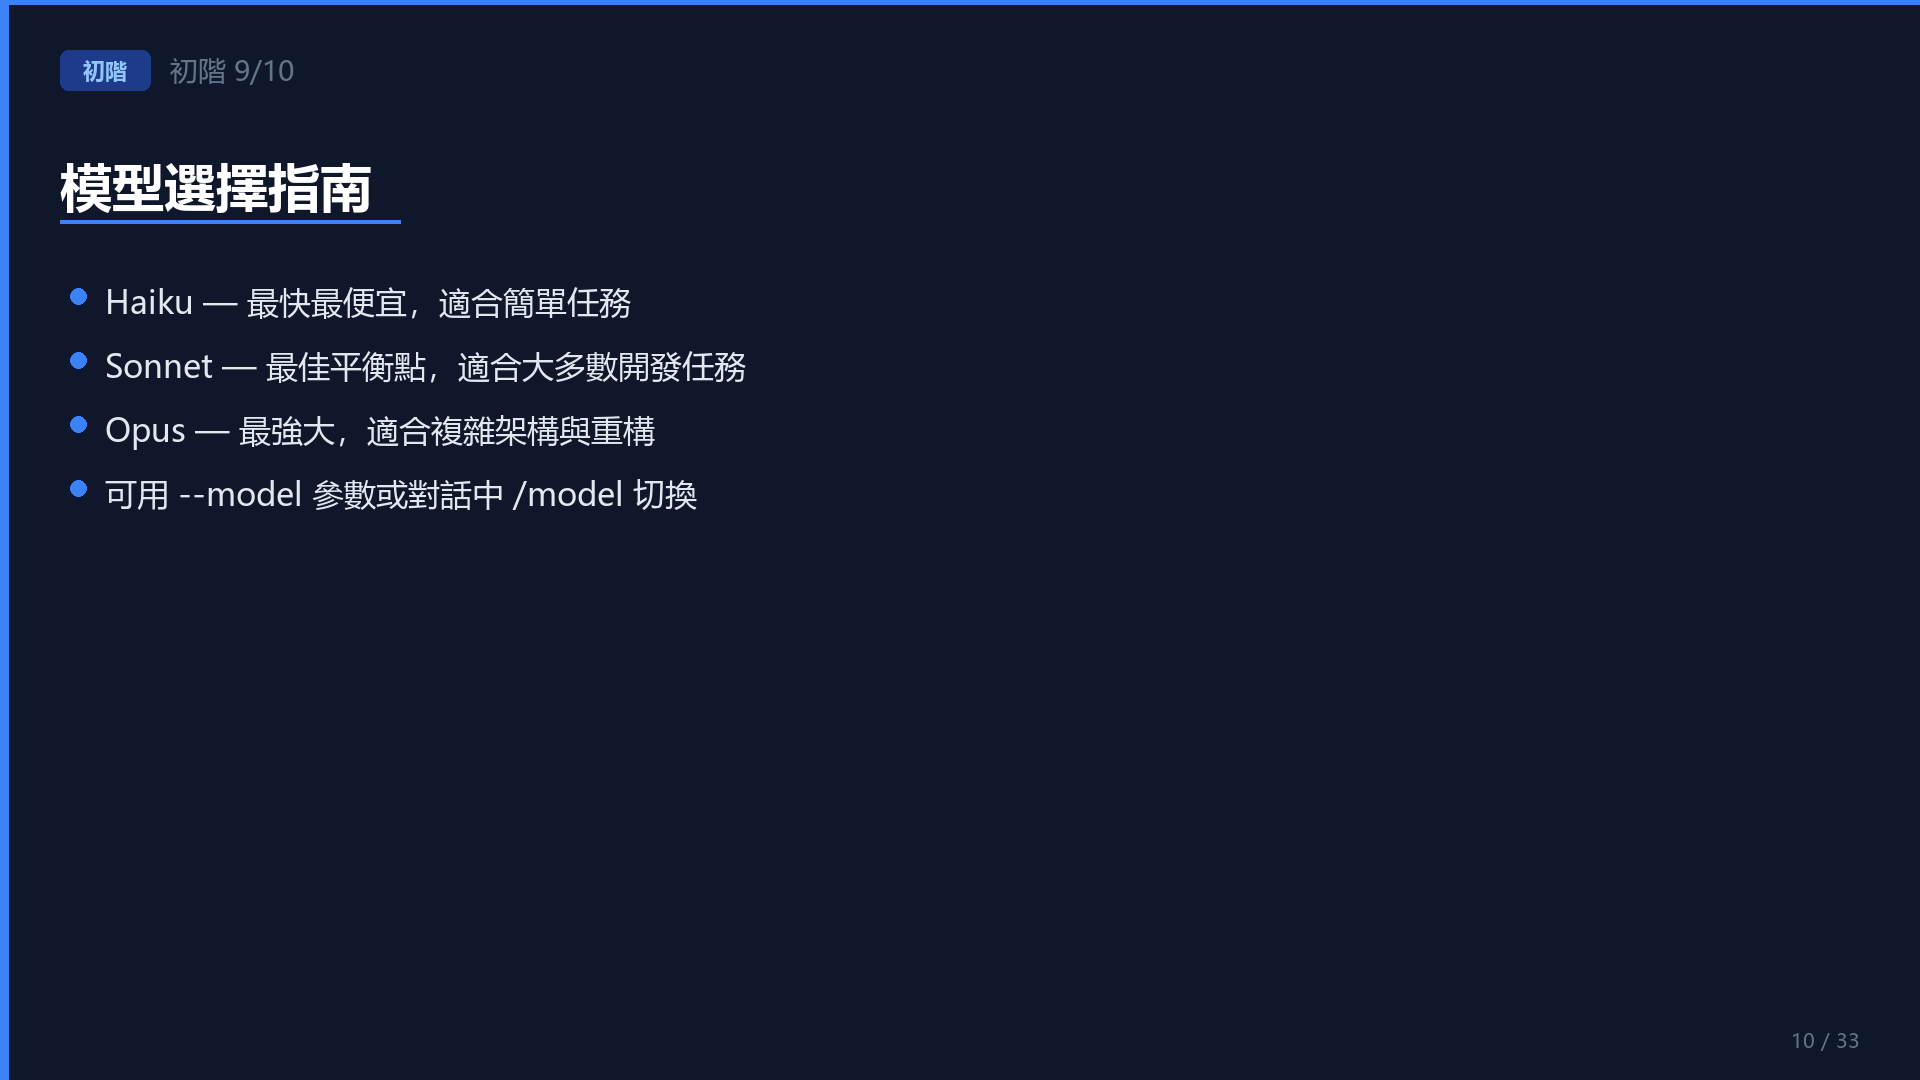 初階
初階 9/10
模型選擇指南
Haiku — 最快最便宜，適合簡單任務
Sonnet — 最佳平衡點，適合大多數開發任務
Opus — 最強大，適合複雜架構與重構
可用 --model 參數或對話中 /model 切換
10 / 33